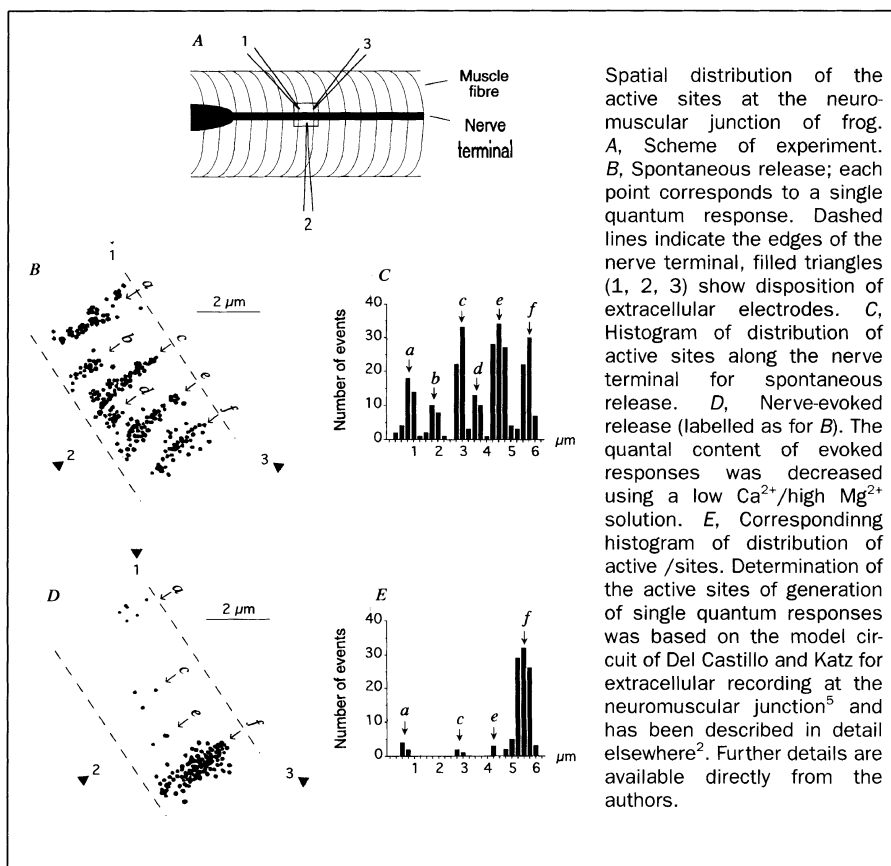 A
1
3
Muscle
fibre
Nerve
terminal
2
B
1
a
b
c
d
e
f
2 µm
2
3
C
Number of events
40
30
20
10
0
a
b
c
d
e
f
1 2 3 4 5 6 µm
D
1
a
c
e
f
2 µm
2
3
E
Number of events
40
30
20
10
0
a
c
e
f
1 2 3 4 5 6 µm
Spatial distribution of the
active sites at the neuro-
muscular junction of frog.
A, Scheme of experiment.
B, Spontaneous release; each
point corresponds to a single
quantum response. Dashed
lines indicate the edges of the
nerve terminal, filled triangles
(1, 2, 3) show disposition of
extracellular electrodes. C,
Histogram of distribution of
active sites along the nerve
terminal for spontaneous
release. D, Nerve-evoked
release (labelled as for B). The
quantal content of evoked
responses was decreased
using a low Ca²⁺/high Mg²⁺
solution. E, Correspondinng
histogram of distribution of
active /sites. Determination of
the active sites of generation
of single quantum responses
was based on the model cir-
cuit of Del Castillo and Katz for
extracellular recording at the
neuromuscular junction⁵ and
has been described in detail
elsewhere². Further details are
available directly from the
authors.